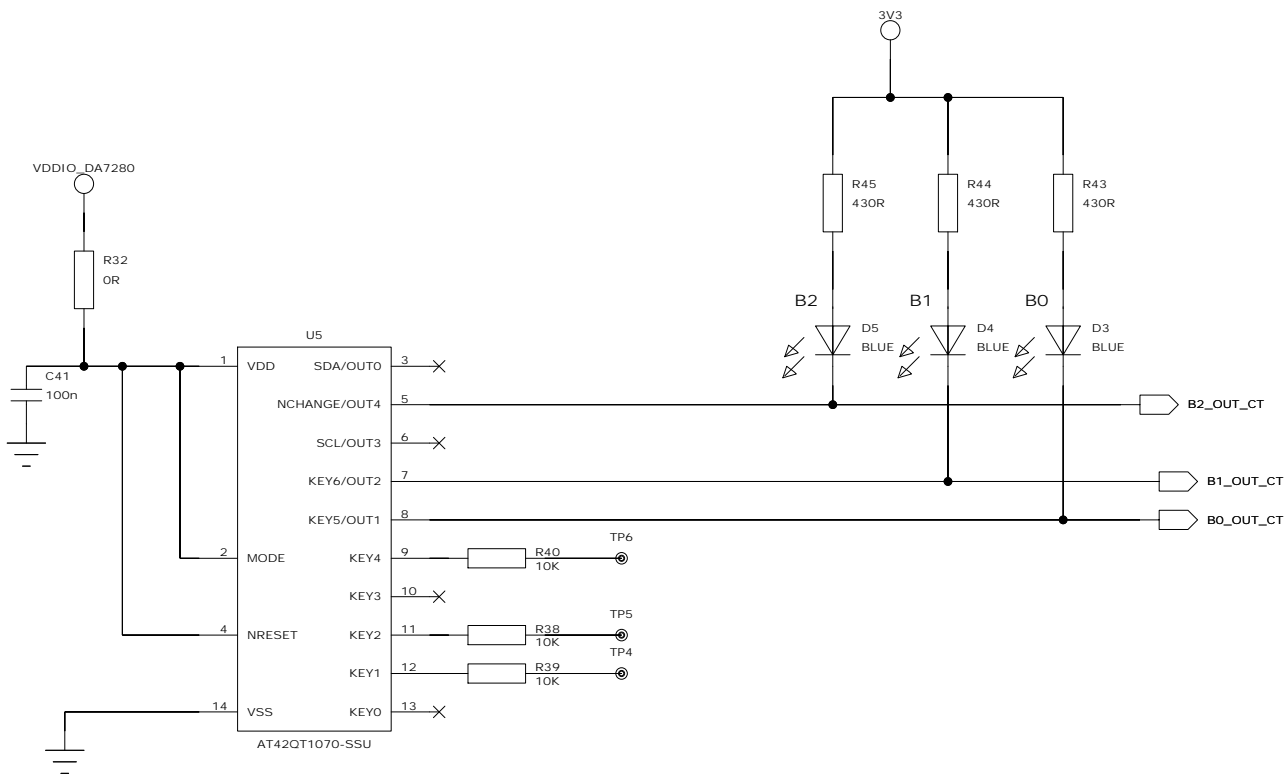 3V3
VDDIO_DA7280
R45
430R
R44
430R
R43
430R
R32
0R
B2
B1
B0
D5
BLUE
D4
BLUE
D3
BLUE
U5
C41
100n
1 VDD
SDA/OUT0 3
NCHANGE/OUT4 5
B2_OUT_CT
SCL/OUT3 6
KEY6/OUT2 7
B1_OUT_CT
KEY5/OUT1 8
B0_OUT_CT
2 MODE
KEY4 9
R40
10K
TP6
KEY3 10
4 NRESET
KEY2 11
R38
10K
TP5
KEY1 12
R39
10K
TP4
14 VSS
KEY0 13
AT42QT1070-SSU